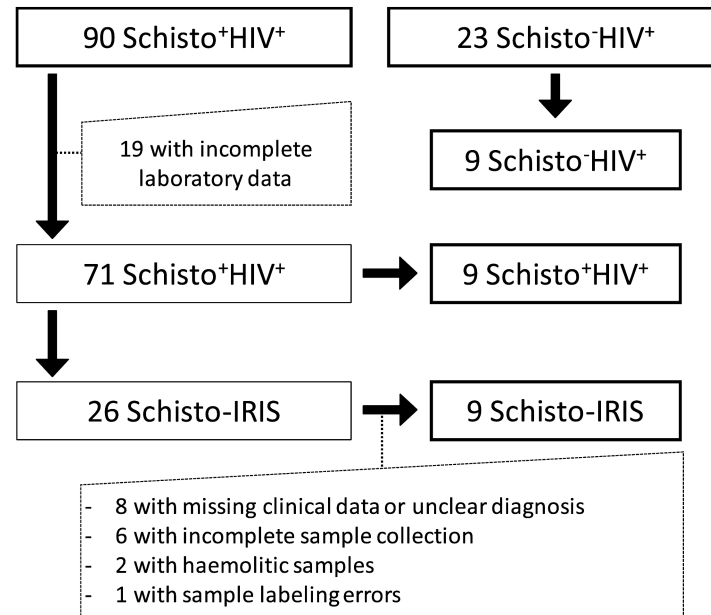 90 Schisto⁺HIV⁺
23 Schisto⁻HIV⁺
19 with incomplete
laboratory data
9 Schisto⁻HIV⁺
71 Schisto⁺HIV⁺
9 Schisto⁺HIV⁺
26 Schisto-IRIS
9 Schisto-IRIS
- 8 with missing clinical data or unclear diagnosis
- 6 with incomplete sample collection
- 2 with haemolitic samples
- 1 with sample labeling errors